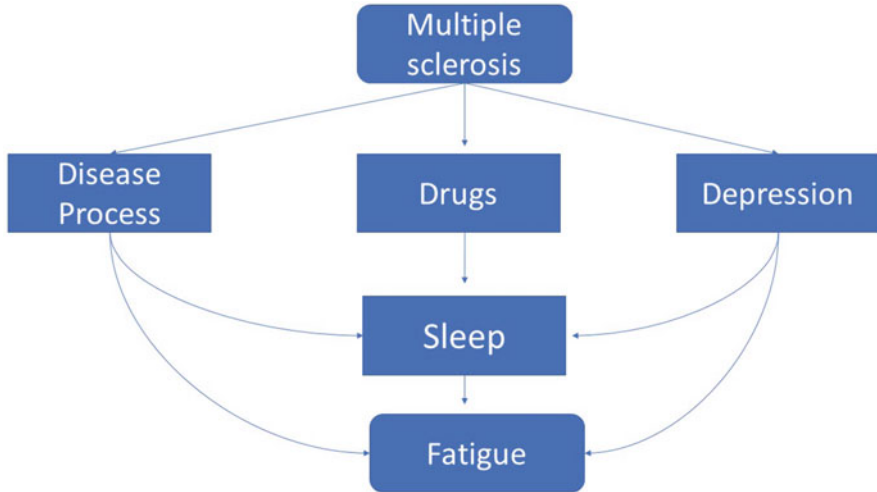 Multiple
sclerosis
Disease
Process
Drugs
Depression
Sleep
Fatigue